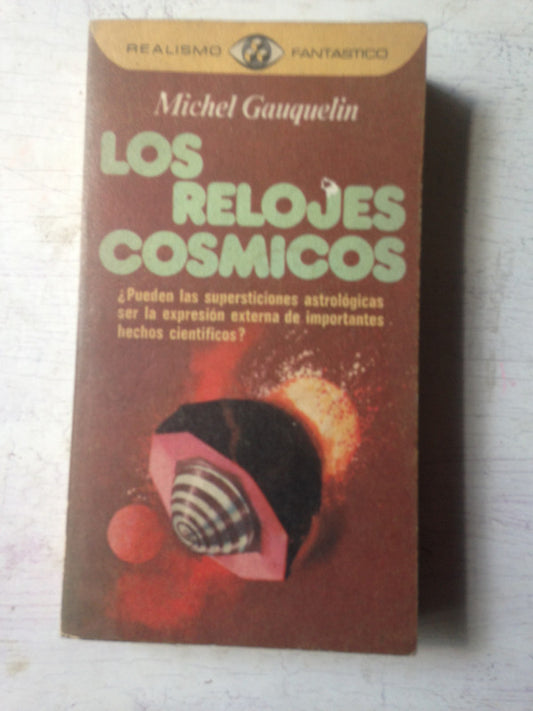 REALISMO FANTASTICO
Michel Gauquelin
LOS
RELOJES
COSMICOS
¿Pueden las supersticiones astrológicas
ser la expresión externa de importantes
hechos científicos?